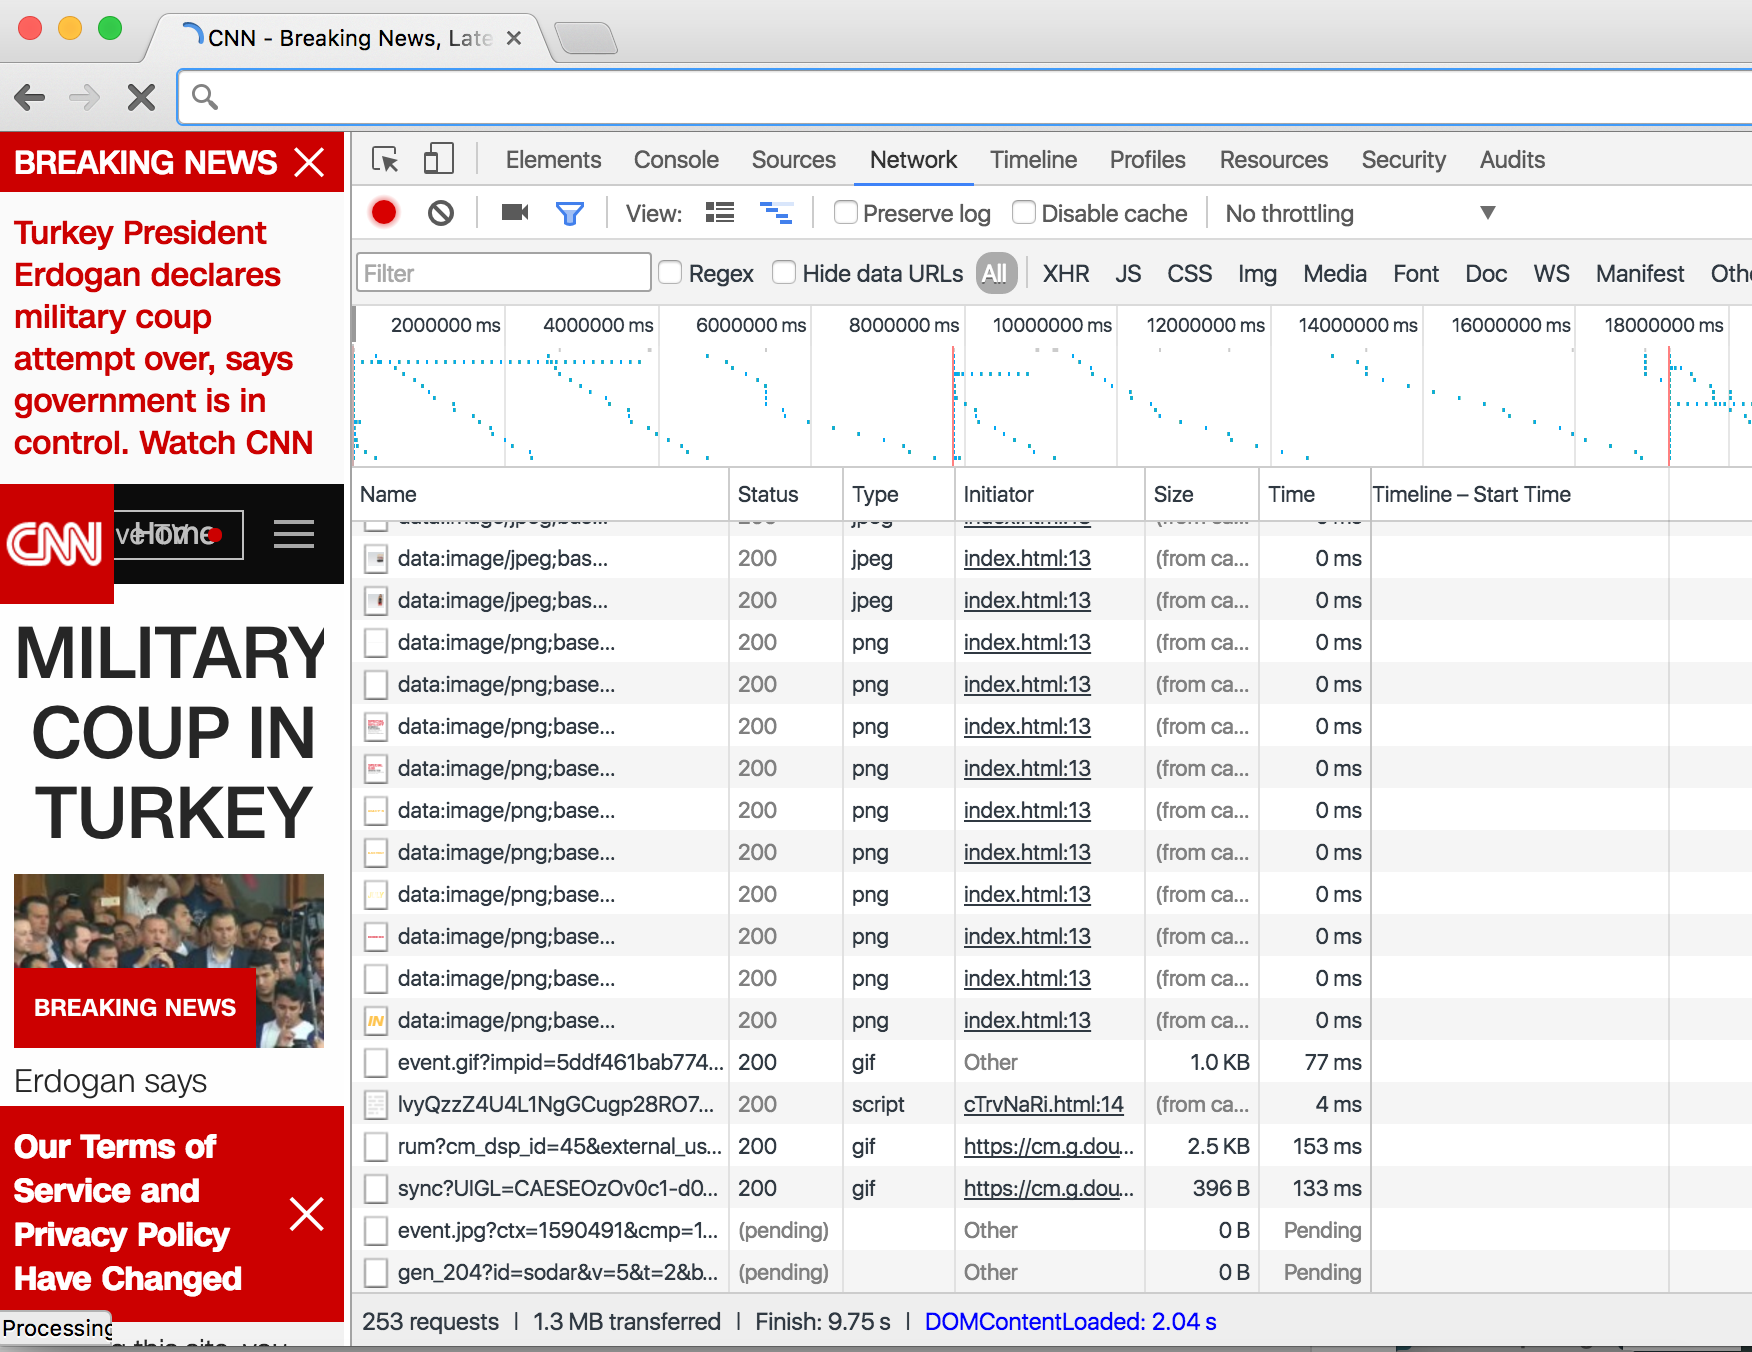 CNN - Breaking News, Late
BREAKING NEWS
Turkey President
Erdogan declares
military coup
attempt over, says
government is in
control. Watch CNN
CNN
ve TV Home
MILITARY
COUP IN
TURKEY
BREAKING NEWS
Erdogan says
Our Terms of
Service and
Privacy Policy
Have Changed
Processing
Elements Console Sources Network Timeline Profiles Resources Security Audits
View: Preserve log Disable cache No throttling
Filter Regex Hide data URLs All XHR JS CSS Img Media Font Doc WS Manifest Othe
2000000 ms 4000000 ms 6000000 ms 8000000 ms 10000000 ms 12000000 ms 14000000 ms 16000000 ms 18000000 ms
Name Status Type Initiator Size Time Timeline – Start Time
data:image/jpeg;bas... 200 jpeg index.html:13 (from ca... 0 ms
data:image/jpeg;bas... 200 jpeg index.html:13 (from ca... 0 ms
data:image/jpeg;bas... 200 jpeg index.html:13 (from ca... 0 ms
data:image/png;base... 200 png index.html:13 (from ca... 0 ms
data:image/png;base... 200 png index.html:13 (from ca... 0 ms
data:image/png;base... 200 png index.html:13 (from ca... 0 ms
data:image/png;base... 200 png index.html:13 (from ca... 0 ms
data:image/png;base... 200 png index.html:13 (from ca... 0 ms
data:image/png;base... 200 png index.html:13 (from ca... 0 ms
data:image/png;base... 200 png index.html:13 (from ca... 0 ms
data:image/png;base... 200 png index.html:13 (from ca... 0 ms
data:image/png;base... 200 png index.html:13 (from ca... 0 ms
IN data:image/png;base... 200 png index.html:13 (from ca... 0 ms
event.gif?impid=5ddf461bab774... 200 gif Other 1.0 KB 77 ms
lvyQzzZ4U4L1NgGCugp28RO7... 200 script cTrvNaRi.html:14 (from ca... 4 ms
rum?cm_dsp_id=45&external_us... 200 gif https://cm.g.dou... 2.5 KB 153 ms
sync?UIGL=CAESEOzOv0c1-d0... 200 gif https://cm.g.dou... 396 B 133 ms
event.jpg?ctx=1590491&cmp=1... (pending) Other 0 B Pending
gen_204?id=sodar&v=5&t=2&b... (pending) Other 0 B Pending
253 requests | 1.3 MB transferred | Finish: 9.75 s | DOMContentLoaded: 2.04 s